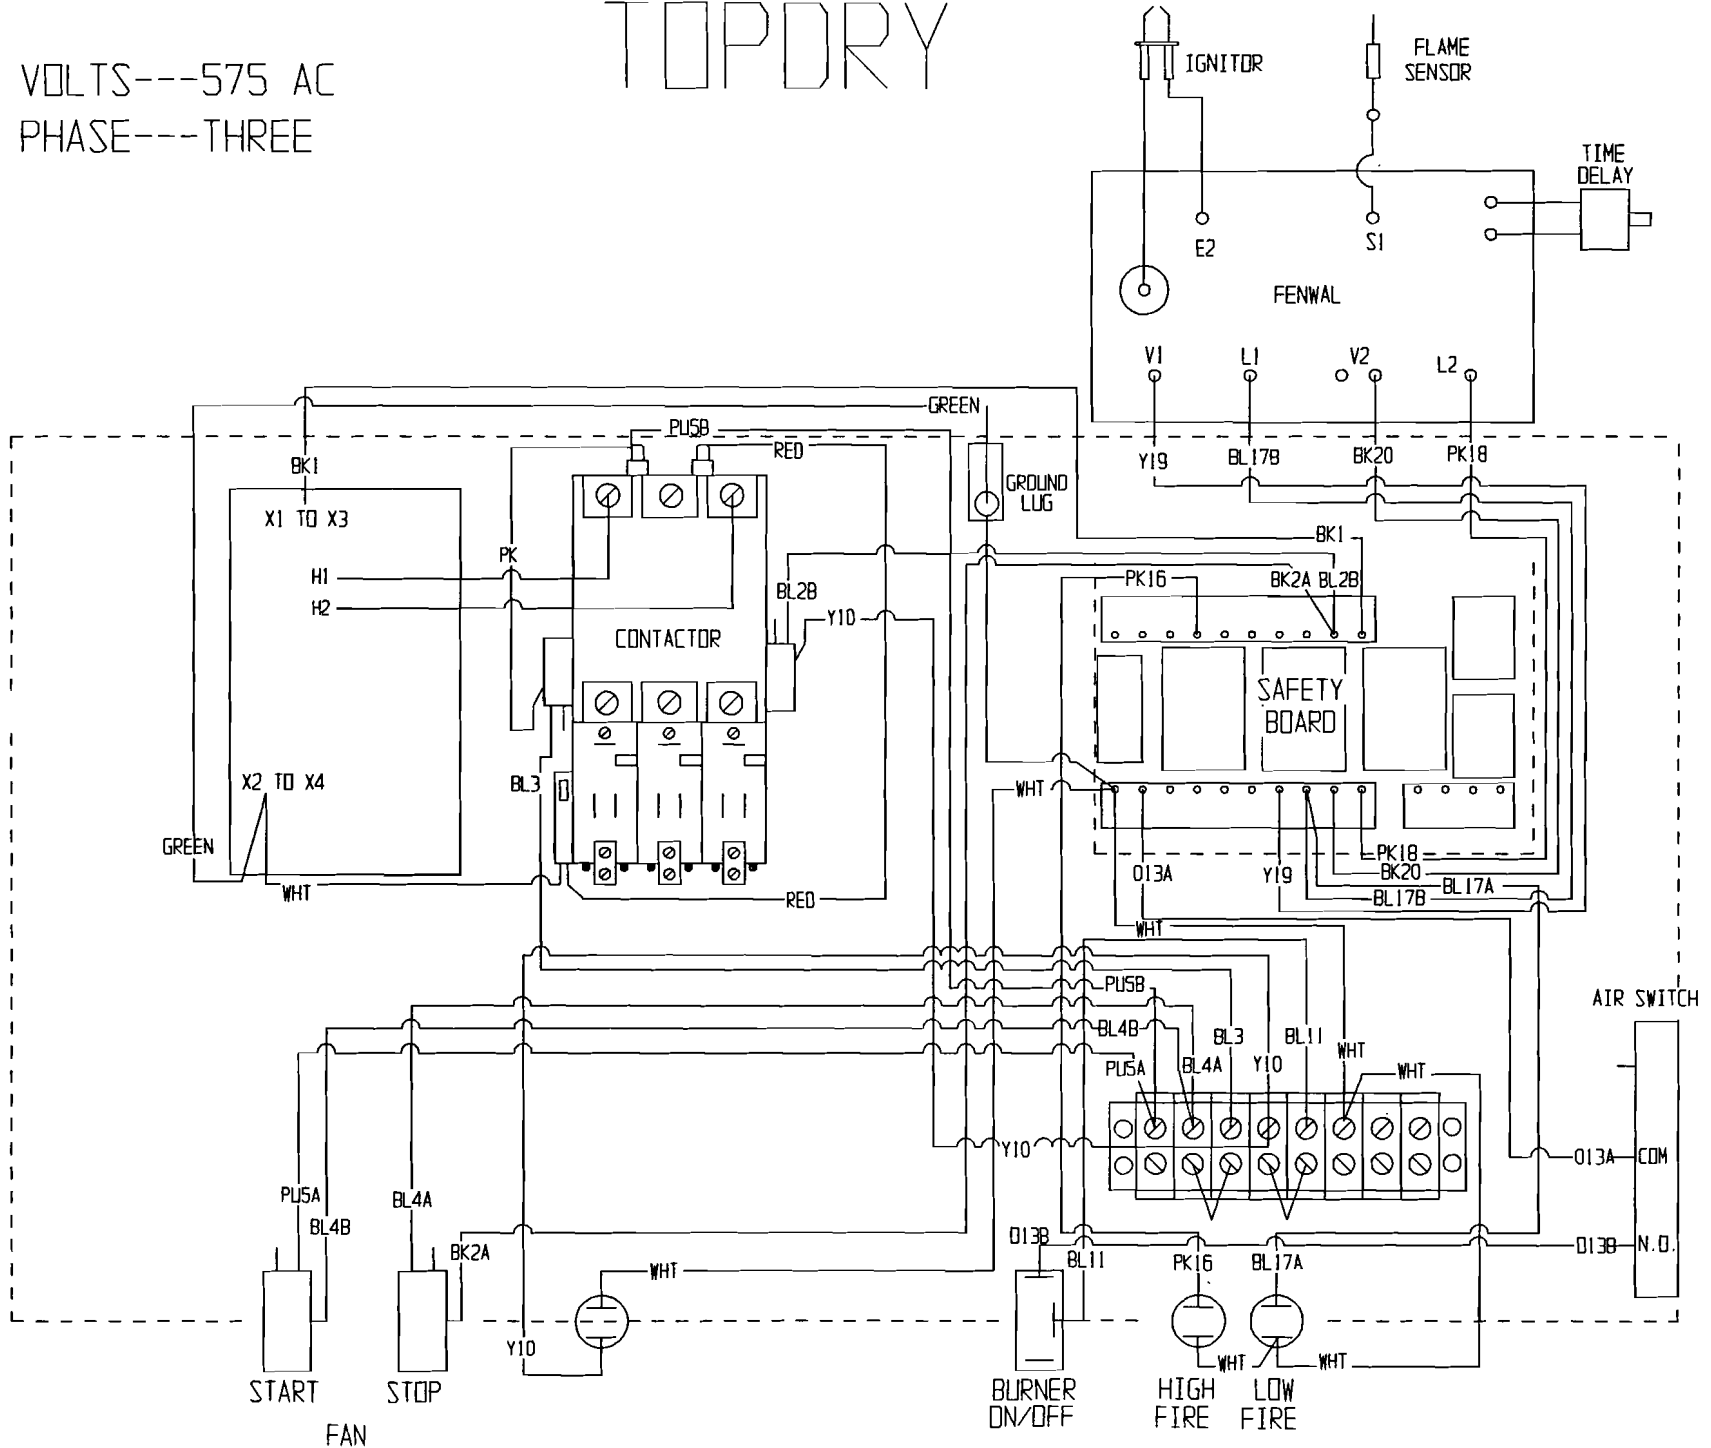 TOPDRY
VOLTS---575 AC
PHASE---THREE
IGNITOR
FLAME
SENSOR
TIME
DELAY
E2
S1
FENWAL
V1
L1
V2
L2
GREEN
PU5B
RED
BK1
Y19
BL17B
BK20
PK18
GROUND
LUG
X1 TO X3
BK1
PK
H1
H2
PK16
BK2A
BL2B
BL2B
Y10
CONTACTOR
SAFETY
BOARD
X2 TO X4
BL3
WHT
GREEN
WHT
RED
O13A
Y19
PK18
BK20
BL17A
BL17B
WHT
PU5B
AIR SWITCH
BL4B
BL3
BL11
PU5A
BL4A
Y10
WHT
WHT
Y10
O13A
COM
PU5A
BL4A
BL4B
BK2A
O13B
BL11
PK16
BL17A
O13B
N.O.
WHT
Y10
WHT
WHT
START
STOP
BURNER
ON/OFF
HIGH
FIRE
LOW
FIRE
FAN